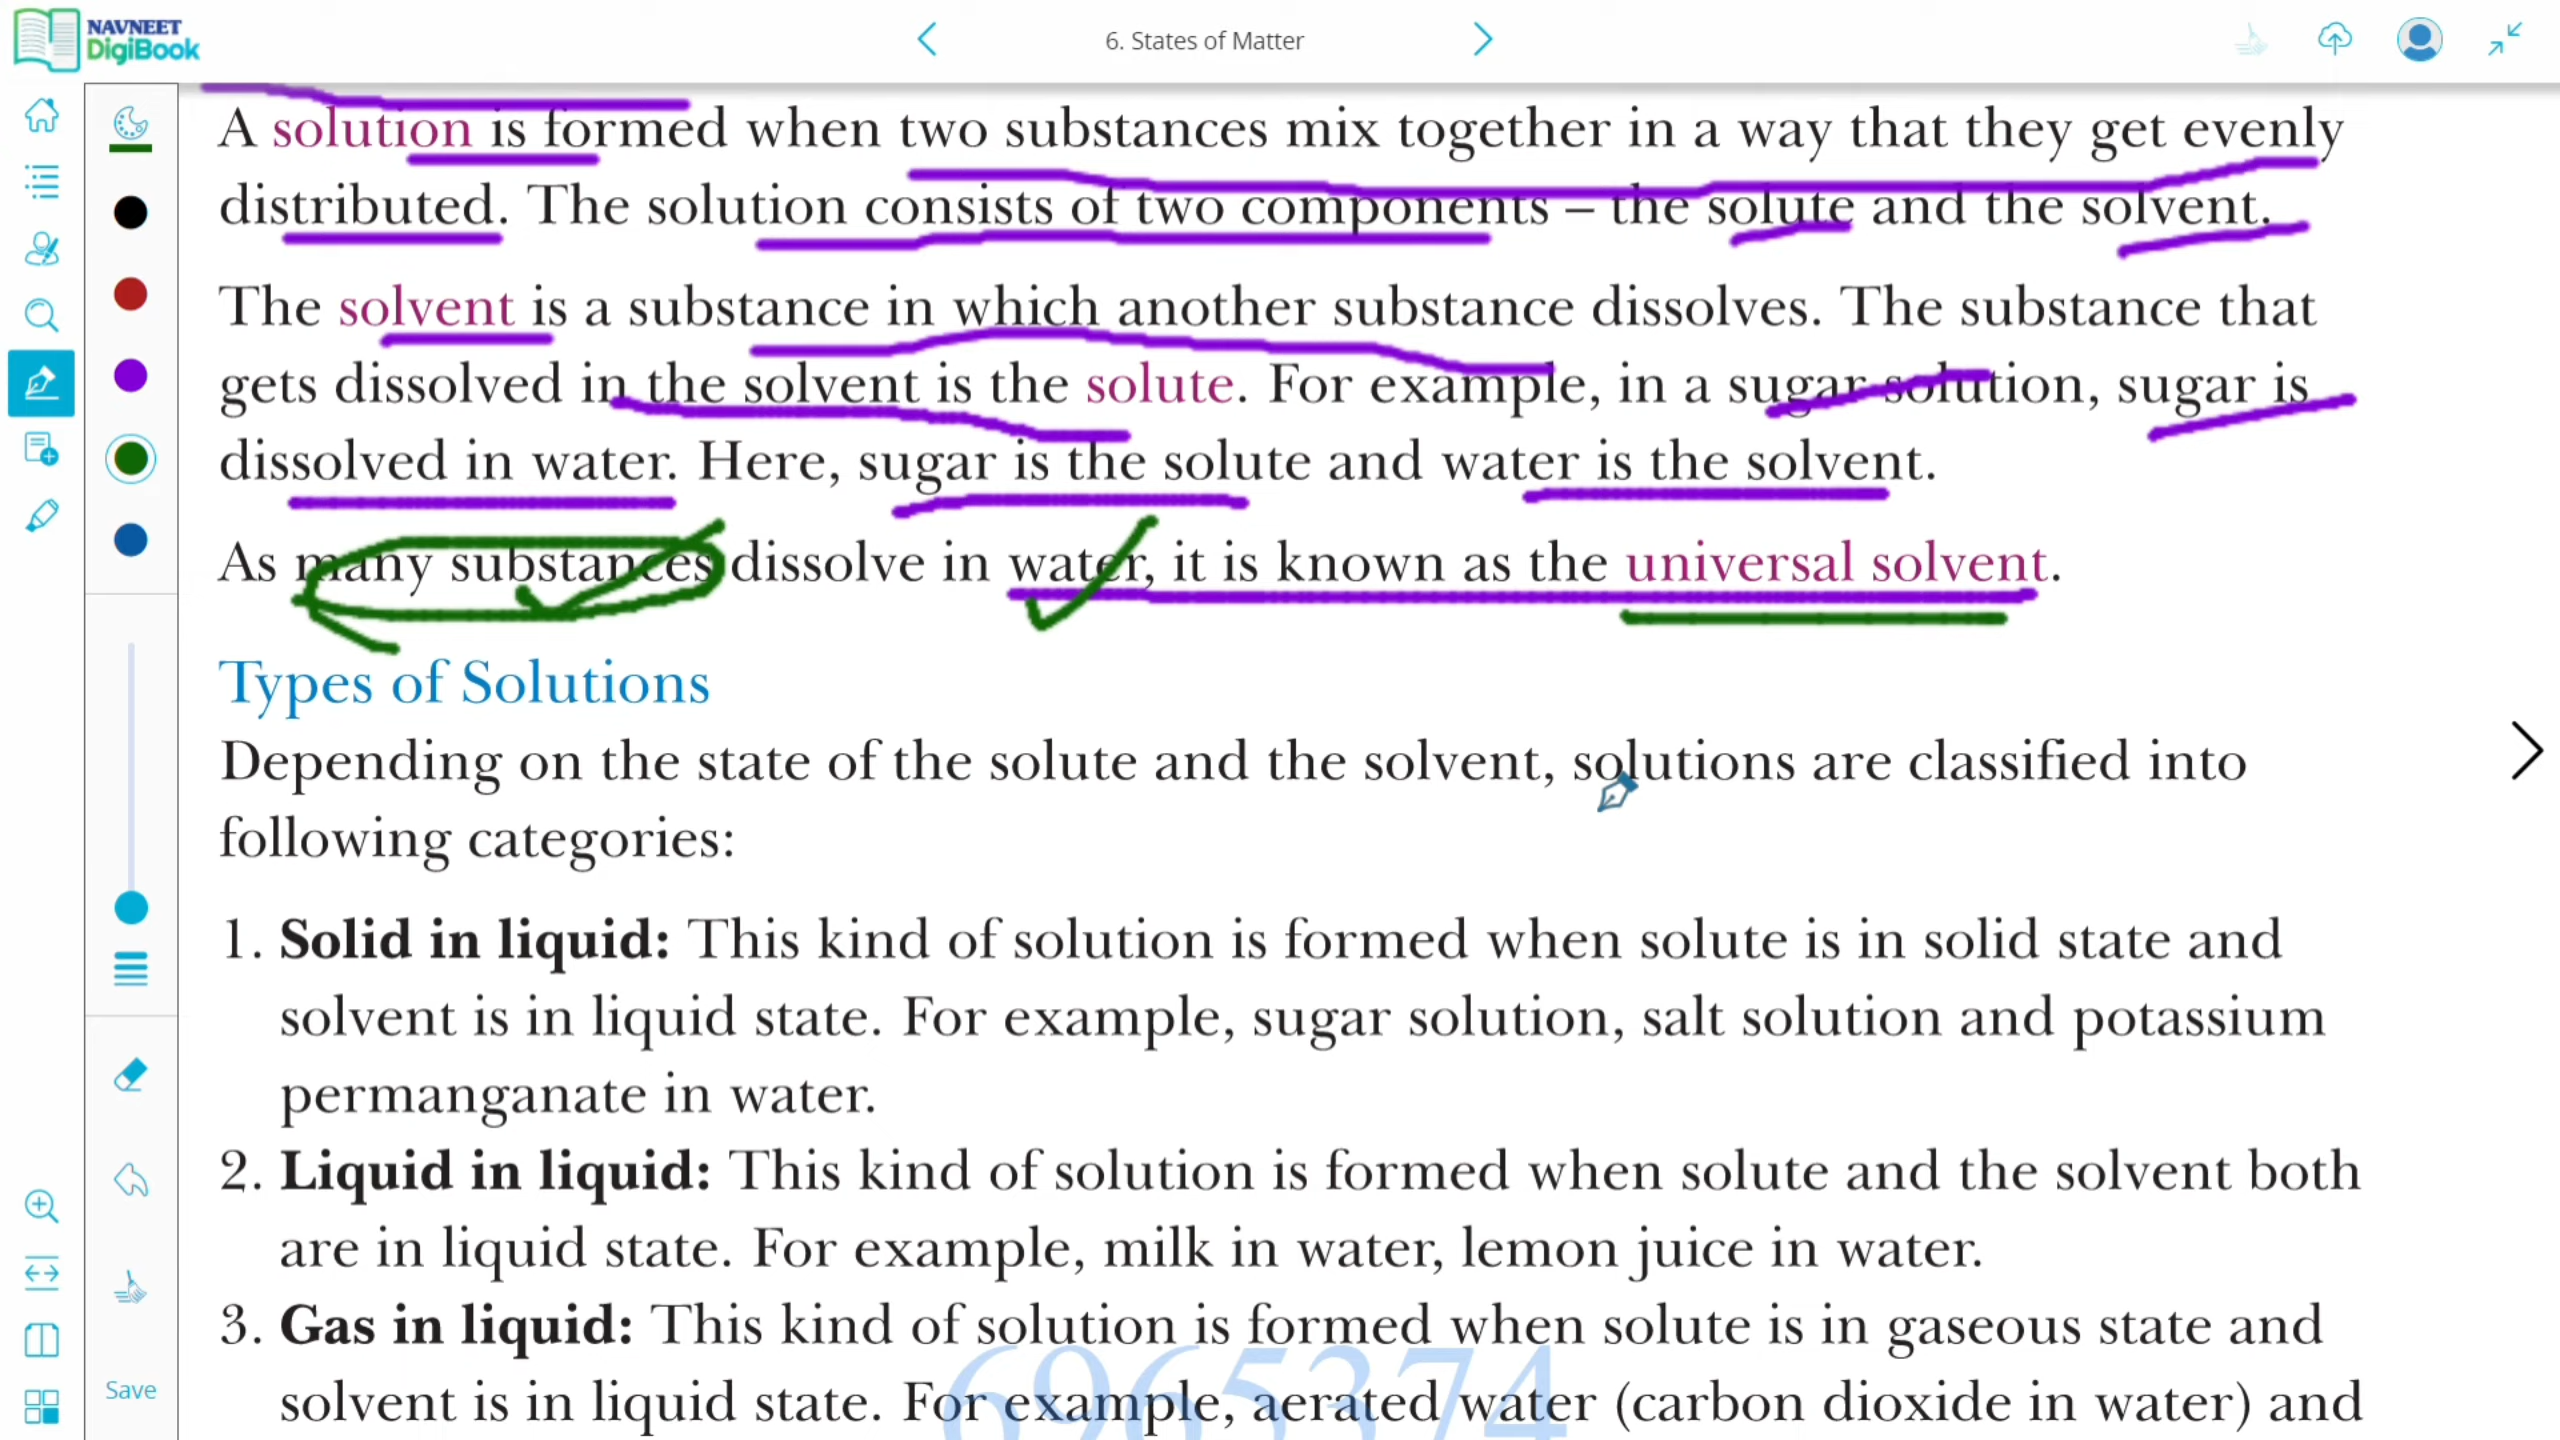 NAVNEET
DigiBook
6. States of Matter
A solution is formed when two substances mix together in a way that they get evenly
distributed. The solution consists of two components – the solute and the solvent.
The solvent is a substance in which another substance dissolves. The substance that
gets dissolved in the solvent is the solute. For example, in a sugar solution, sugar is
dissolved in water. Here, sugar is the solute and water is the solvent.
As many substances dissolve in water, it is known as the universal solvent.
Types of Solutions
Depending on the state of the solute and the solvent, solutions are classified into
following categories:
1. Solid in liquid: This kind of solution is formed when solute is in solid state and
solvent is in liquid state. For example, sugar solution, salt solution and potassium
permanganate in water.
2. Liquid in liquid: This kind of solution is formed when solute and the solvent both
are in liquid state. For example, milk in water, lemon juice in water.
3. Gas in liquid: This kind of solution is formed when solute is in gaseous state and
solvent is in liquid state. For example, aerated water (carbon dioxide in water) and
6965374
Save